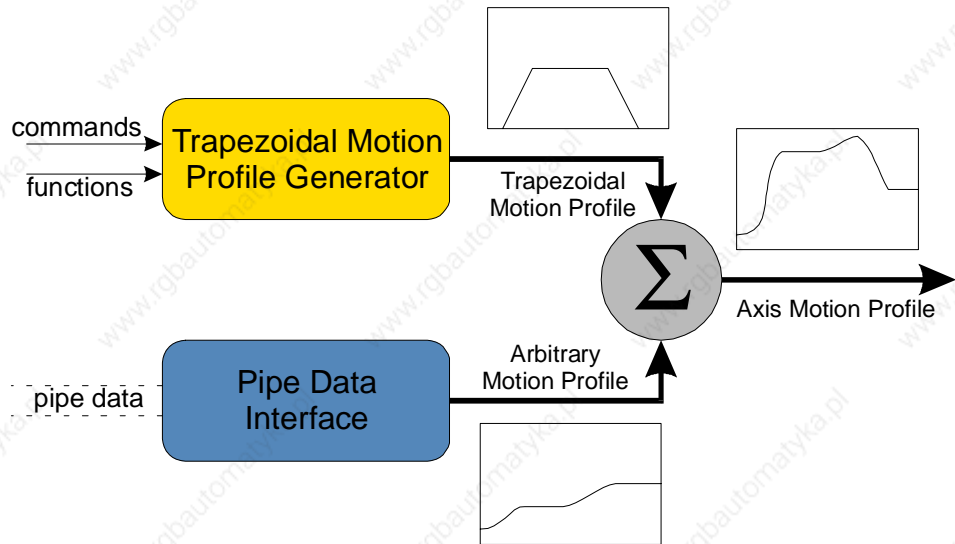 commands
functions
Trapezoidal Motion
Profile Generator
Trapezoidal
Motion Profile
Σ
Axis Motion Profile
pipe data
Pipe Data
Interface
Arbitrary
Motion Profile
www.rgbautomatyka.pl